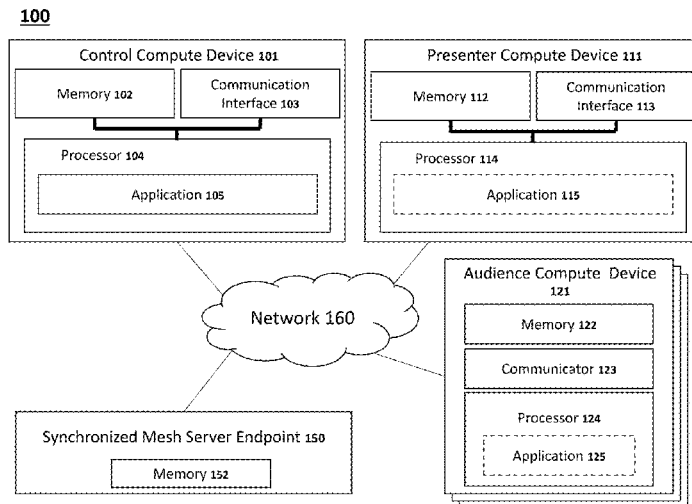 100
Control Compute Device 101
Memory 102
Communication
Interface 103
Processor 104
Application 105
Presenter Compute Device 111
Memory 112
Communication
Interface 113
Processor 114
Application 115
Network 160
Audience Compute Device
121
Memory 122
Communicator 123
Processor 124
Application 125
Synchronized Mesh Server Endpoint 150
Memory 152